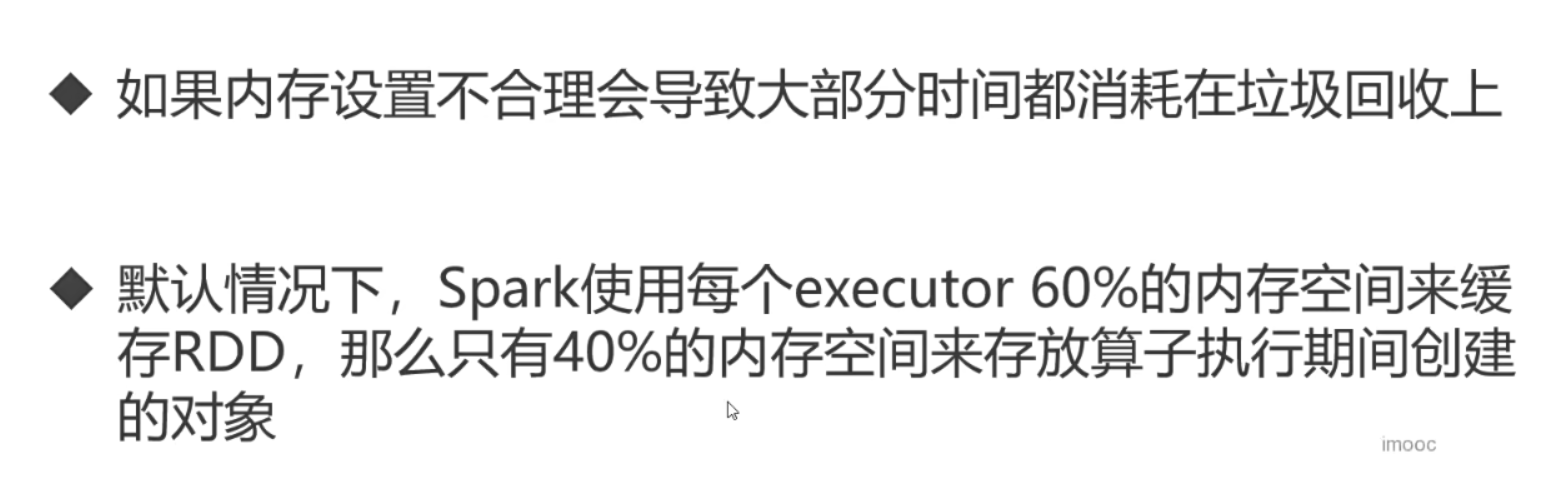 ◆ 如果内存设置不合理会导致大部分时间都消耗在垃圾回收上
◆ 默认情况下，Spark使用每个executor 60%的内存空间来缓
存RDD，那么只有40%的内存空间来存放算子执行期间创建
的对象
imooc